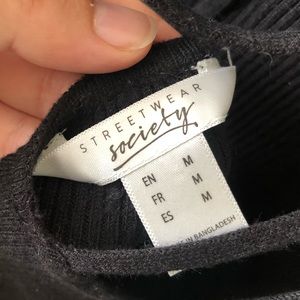 STREETWEAR
society
EN M
FR M
ES M
IN BANGLADESH